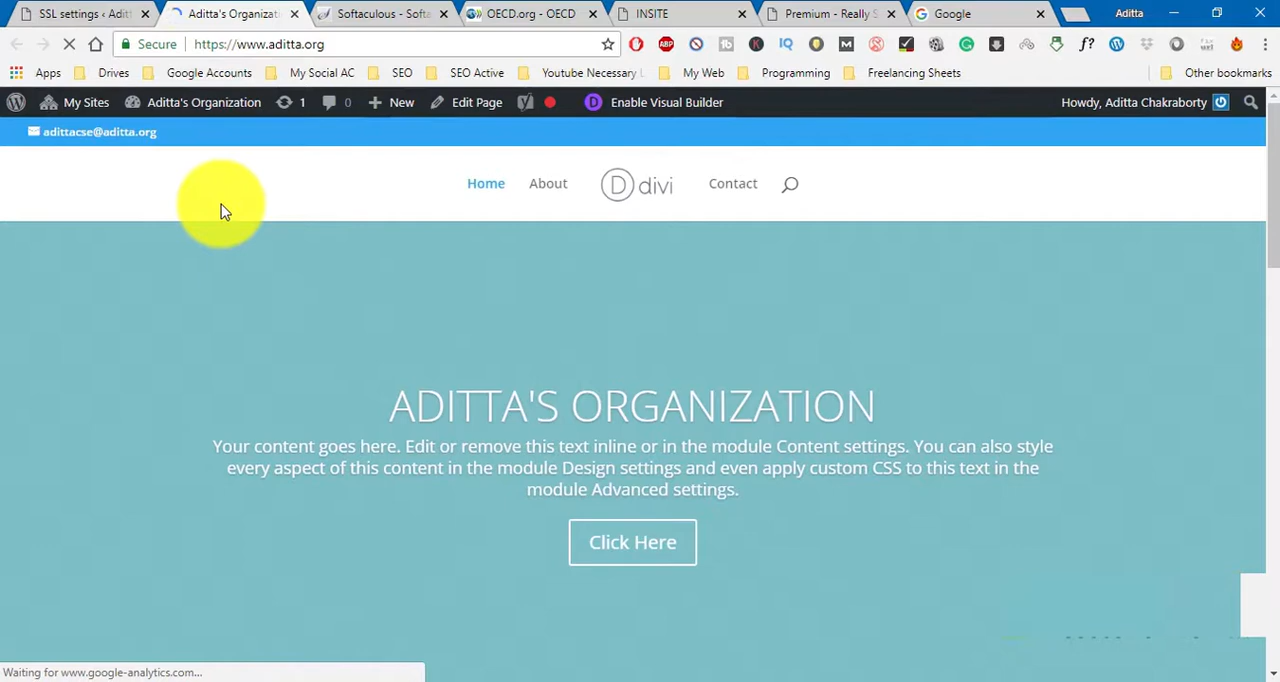 SSL settings ‹ Aditt
Aditta's Organizati
Softaculous - Softa
OECD.org - OECD
INSITE
Premium - Really S
Google
Aditta
Secure
https://www.aditta.org
Apps
Drives
Google Accounts
My Social AC
SEO
SEO Active
Youtube Necessary L
My Web
Programming
Freelancing Sheets
Other bookmarks
My Sites
Aditta's Organization
1
0
New
Edit Page
Enable Visual Builder
Howdy, Aditta Chakraborty
adittacse@aditta.org
Home
About
D divi
Contact
ADITTA'S ORGANIZATION
Your content goes here. Edit or remove this text inline or in the module Content settings. You can also style
every aspect of this content in the module Design settings and even apply custom CSS to this text in the
module Advanced settings.
Click Here
Waiting for www.google-analytics.com...